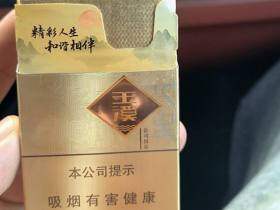 精彩人生
和谐相伴
玉溪
本公司提示
吸烟有害健康